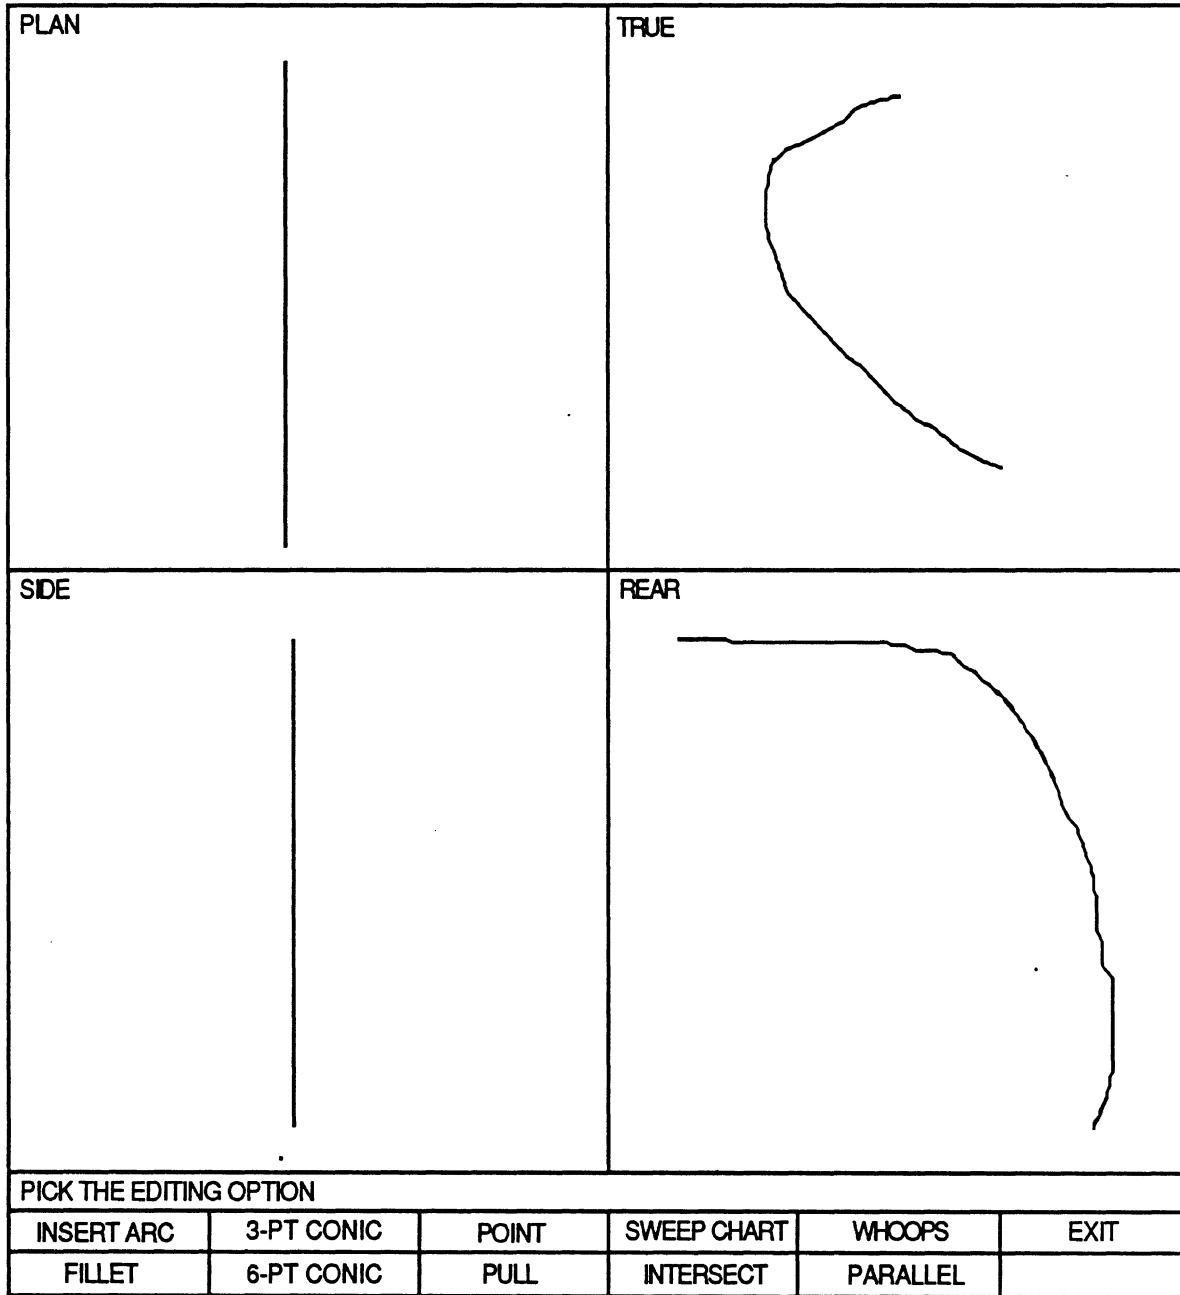 PLAN
TRUE
SIDE
REAR
PICK THE EDITING OPTION
INSERT ARC 3-PT CONIC POINT SWEEP CHART WHOOPS EXIT
FILLET 6-PT CONIC PULL INTERSECT PARALLEL